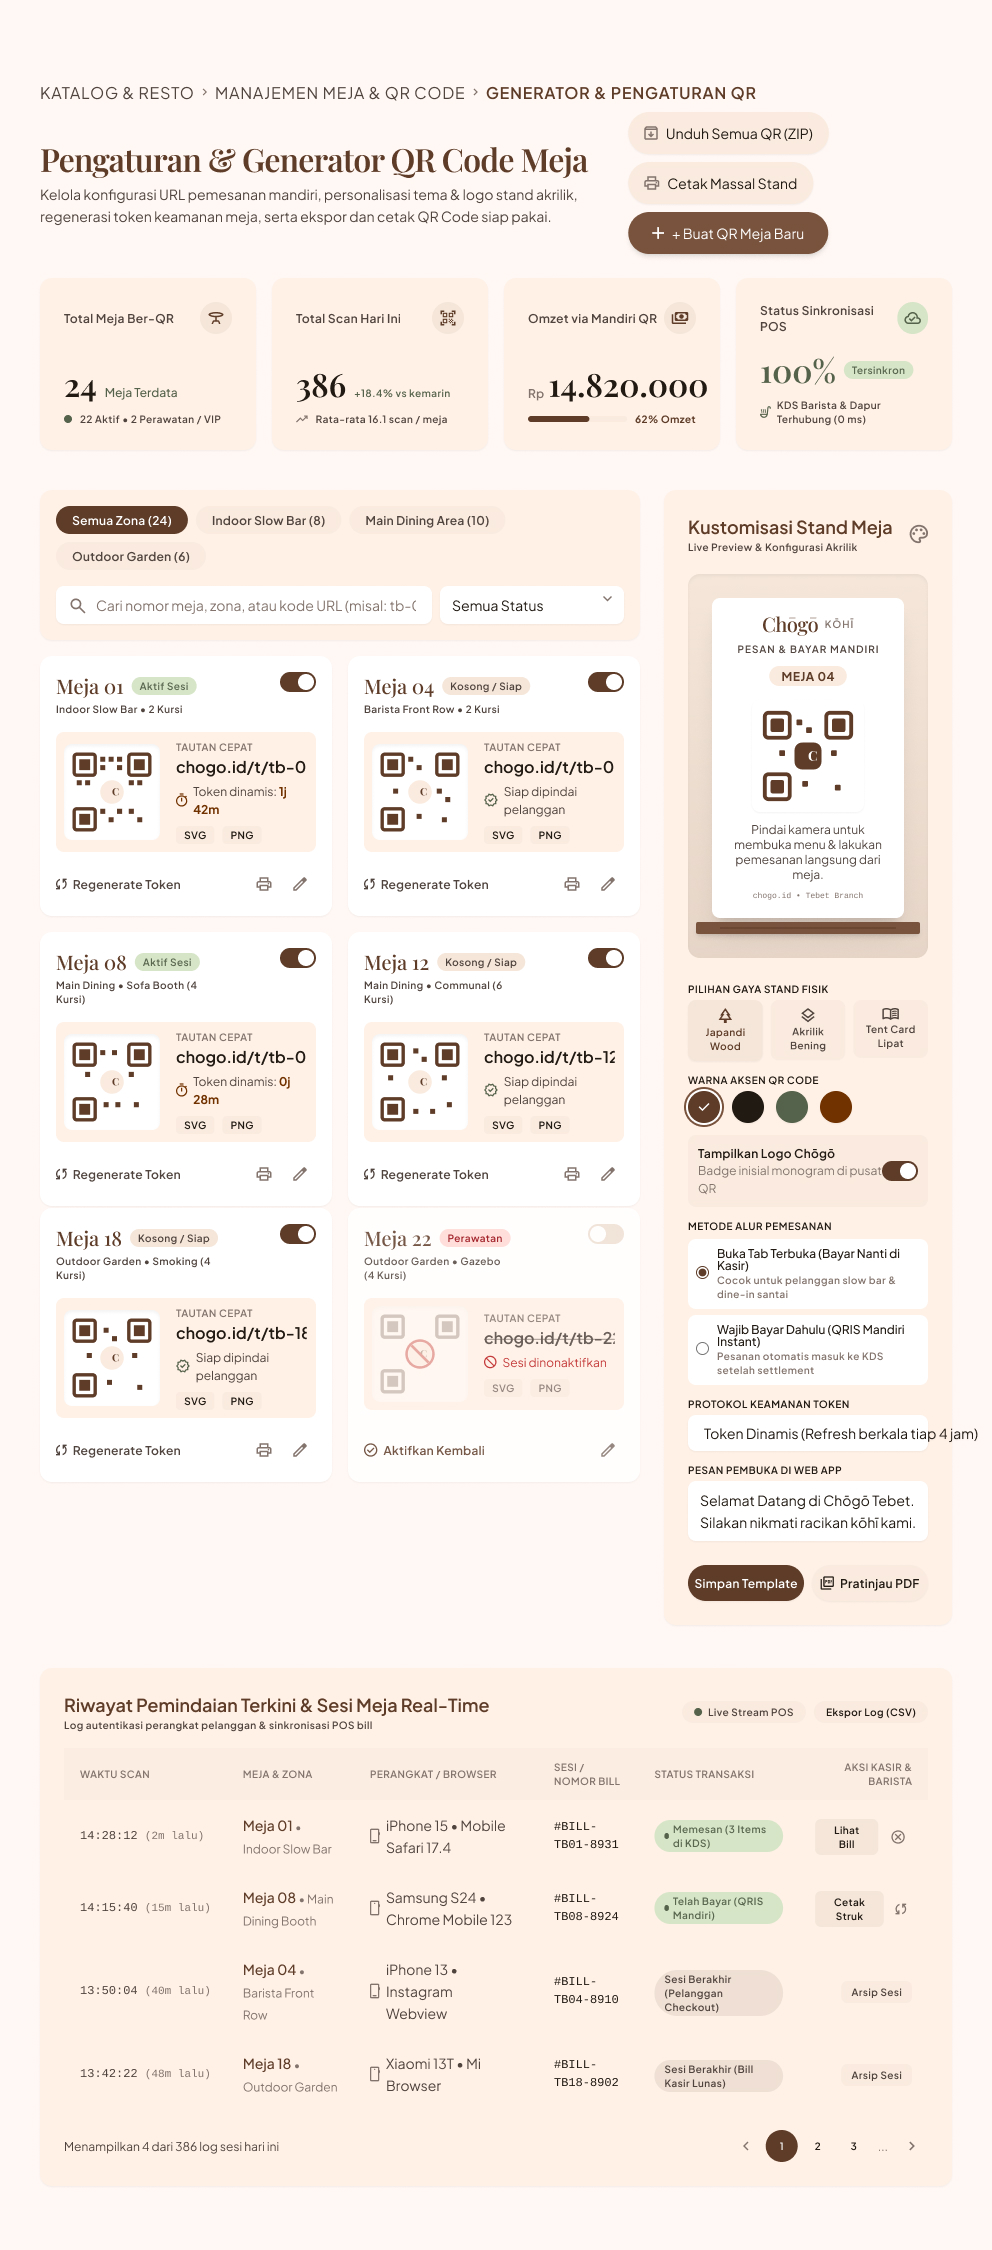 KATALOG & RESTO › MANAJEMEN MEJA & QR CODE › GENERATOR & PENGATURAN QR
Pengaturan & Generator QR Code Meja
Kelola konfigurasi URL pemesanan mandiri, personalisasi tema & logo stand akrilik,
regenerasi token keamanan meja, serta ekspor dan cetak QR Code siap pakai.
Unduh Semua QR (ZIP)
Cetak Massal Stand
+ Buat QR Meja Baru
Total Meja Ber-QR
24 Meja Terdata
22 Aktif • 2 Perawatan / VIP
Total Scan Hari Ini
386 +18.4% vs kemarin
Rata-rata 16.1 scan / meja
Omzet via Mandiri QR
Rp 14.820.000
62% Omzet
Status Sinkronisasi
POS
100% Tersinkron
KDS Barista & Dapur
Terhubung (0 ms)
Semua Zona (24)
Indoor Slow Bar (8)
Main Dining Area (10)
Outdoor Garden (6)
Cari nomor meja, zona, atau kode URL (misal: tb-0
Semua Status
Meja 01 Aktif Sesi
Indoor Slow Bar • 2 Kursi
C
TAUTAN CEPAT
chogo.id/t/tb-0
Token dinamis: 1j
42m
SVG PNG
Regenerate Token
Meja 04 Kosong / Siap
Barista Front Row • 2 Kursi
C
TAUTAN CEPAT
chogo.id/t/tb-0
Siap dipindai
pelanggan
SVG PNG
Regenerate Token
Meja 08 Aktif Sesi
Main Dining • Sofa Booth (4
Kursi)
C
TAUTAN CEPAT
chogo.id/t/tb-0
Token dinamis: 0j
28m
SVG PNG
Regenerate Token
Meja 12 Kosong / Siap
Main Dining • Communal (6
Kursi)
C
TAUTAN CEPAT
chogo.id/t/tb-12
Siap dipindai
pelanggan
SVG PNG
Regenerate Token
Meja 18 Kosong / Siap
Outdoor Garden • Smoking (4
Kursi)
C
TAUTAN CEPAT
chogo.id/t/tb-18
Siap dipindai
pelanggan
SVG PNG
Regenerate Token
Meja 22 Perawatan
Outdoor Garden • Gazebo
(4 Kursi)
TAUTAN CEPAT
chogo.id/t/tb-22
Sesi dinonaktifkan
SVG PNG
Aktifkan Kembali
Kustomisasi Stand Meja
Live Preview & Konfigurasi Akrilik
Chōgō KŌHĪ
PESAN & BAYAR MANDIRI
MEJA 04
C
Pindai kamera untuk
membuka menu & lakukan
pemesanan langsung dari
meja.
chogo.id • Tebet Branch
PILIHAN GAYA STAND FISIK
Japandi
Wood
Akrilik
Bening
Tent Card
Lipat
WARNA AKSEN QR CODE
Tampilkan Logo Chōgō
Badge inisial monogram di pusat
QR
METODE ALUR PEMESANAN
Buka Tab Terbuka (Bayar Nanti di
Kasir)
Cocok untuk pelanggan slow bar &
dine-in santai
Wajib Bayar Dahulu (QRIS Mandiri
Instant)
Pesanan otomatis masuk ke KDS
setelah settlement
PROTOKOL KEAMANAN TOKEN
Token Dinamis (Refresh berkala tiap 4 jam)
PESAN PEMBUKA DI WEB APP
Selamat Datang di Chōgō Tebet.
Silakan nikmati racikan kōhī kami.
Simpan Template
Pratinjau PDF
Riwayat Pemindaian Terkini & Sesi Meja Real-Time
Log autentikasi perangkat pelanggan & sinkronisasi POS bill
Live Stream POS
Ekspor Log (CSV)
WAKTU SCAN
MEJA & ZONA
PERANGKAT / BROWSER
SESI /
NOMOR BILL
STATUS TRANSAKSI
AKSI KASIR &
BARISTA
14:28:12 (2m lalu)
Meja 01 •
Indoor Slow Bar
iPhone 15 • Mobile
Safari 17.4
#BILL-
TB01-8931
Memesan (3 Items
di KDS)
Lihat
Bill
14:15:40 (15m lalu)
Meja 08 • Main
Dining Booth
Samsung S24 •
Chrome Mobile 123
#BILL-
TB08-8924
Telah Bayar (QRIS
Mandiri)
Cetak
Struk
13:50:04 (40m lalu)
Meja 04 •
Barista Front
Row
iPhone 13 •
Instagram
Webview
#BILL-
TB04-8910
Sesi Berakhir
(Pelanggan
Checkout)
Arsip Sesi
13:42:22 (48m lalu)
Meja 18 •
Outdoor Garden
Xiaomi 13T • Mi
Browser
#BILL-
TB18-8902
Sesi Berakhir (Bill
Kasir Lunas)
Arsip Sesi
Menampilkan 4 dari 386 log sesi hari ini
1 2 3 ...